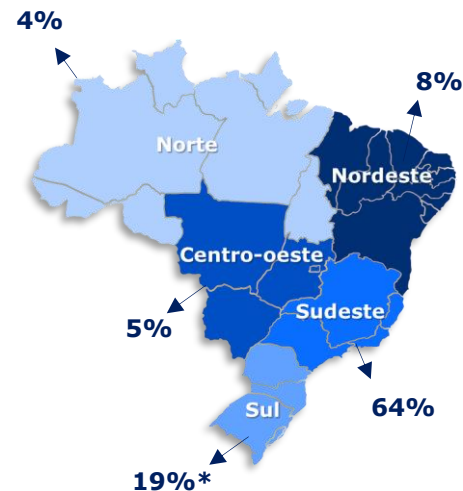 4%
8%
Norte
Nordeste
Centro-oeste
Sudeste
5%
64%
Sul
19%*